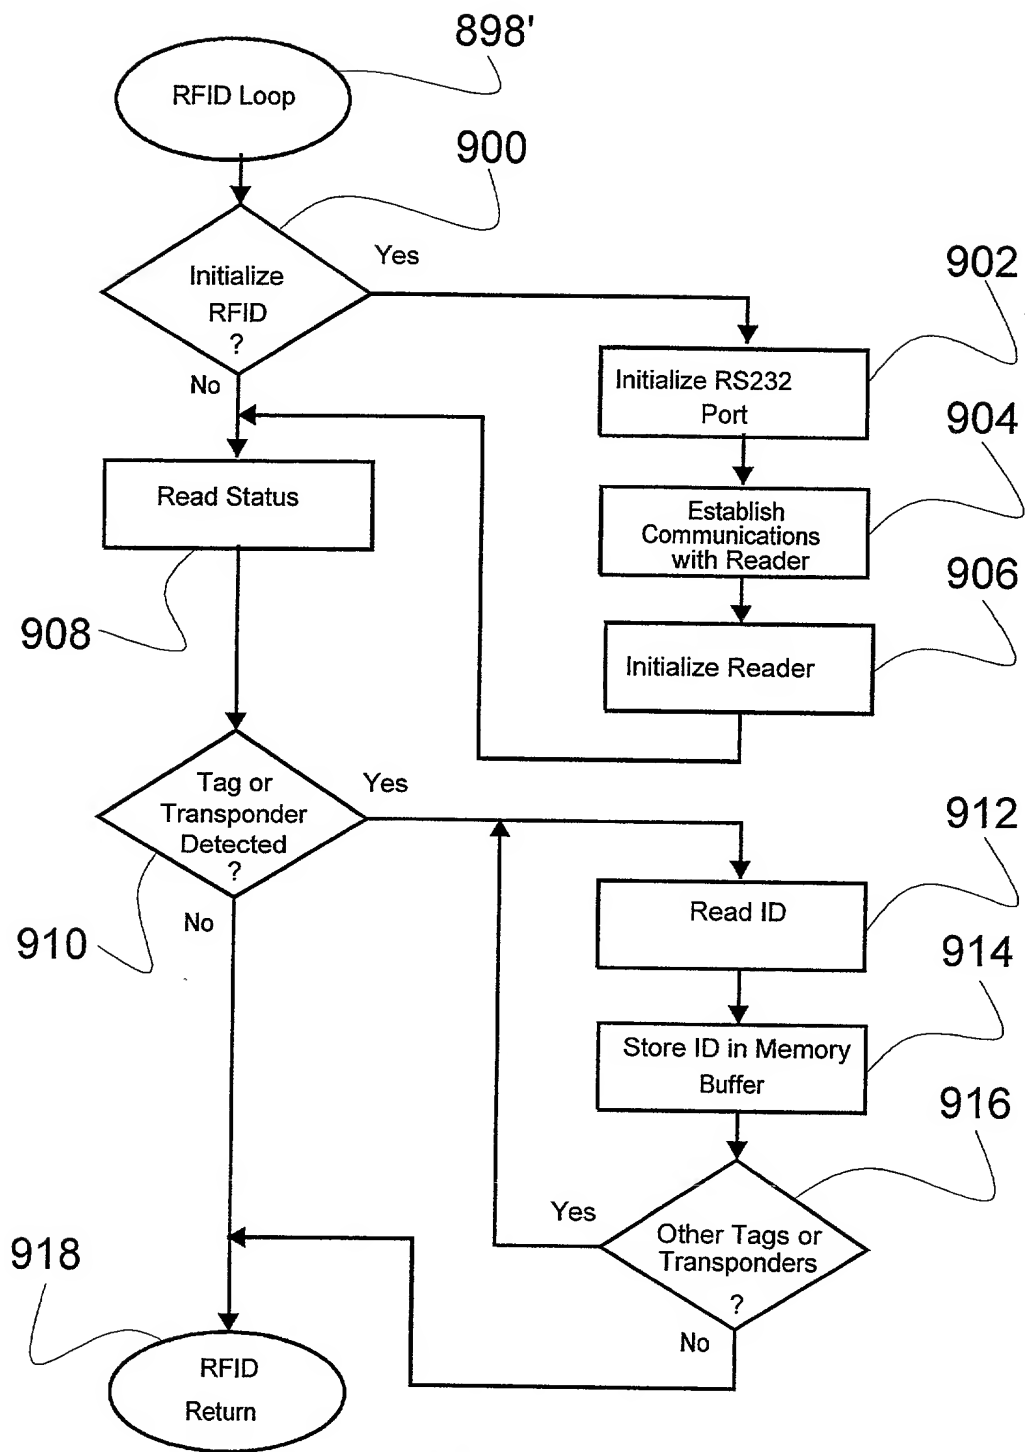 898'
RFID Loop
900
Yes
Initialize
RFID
?
No
902
Initialize RS232
Port
904
Read Status
Establish
Communications
with Reader
906
908
Initialize Reader
Tag or
Transponder
Detected
?
Yes
No
910
912
Read ID
914
Store ID in Memory
Buffer
916
Yes
Other Tags or
Transponders
?
No
918
RFID
Return